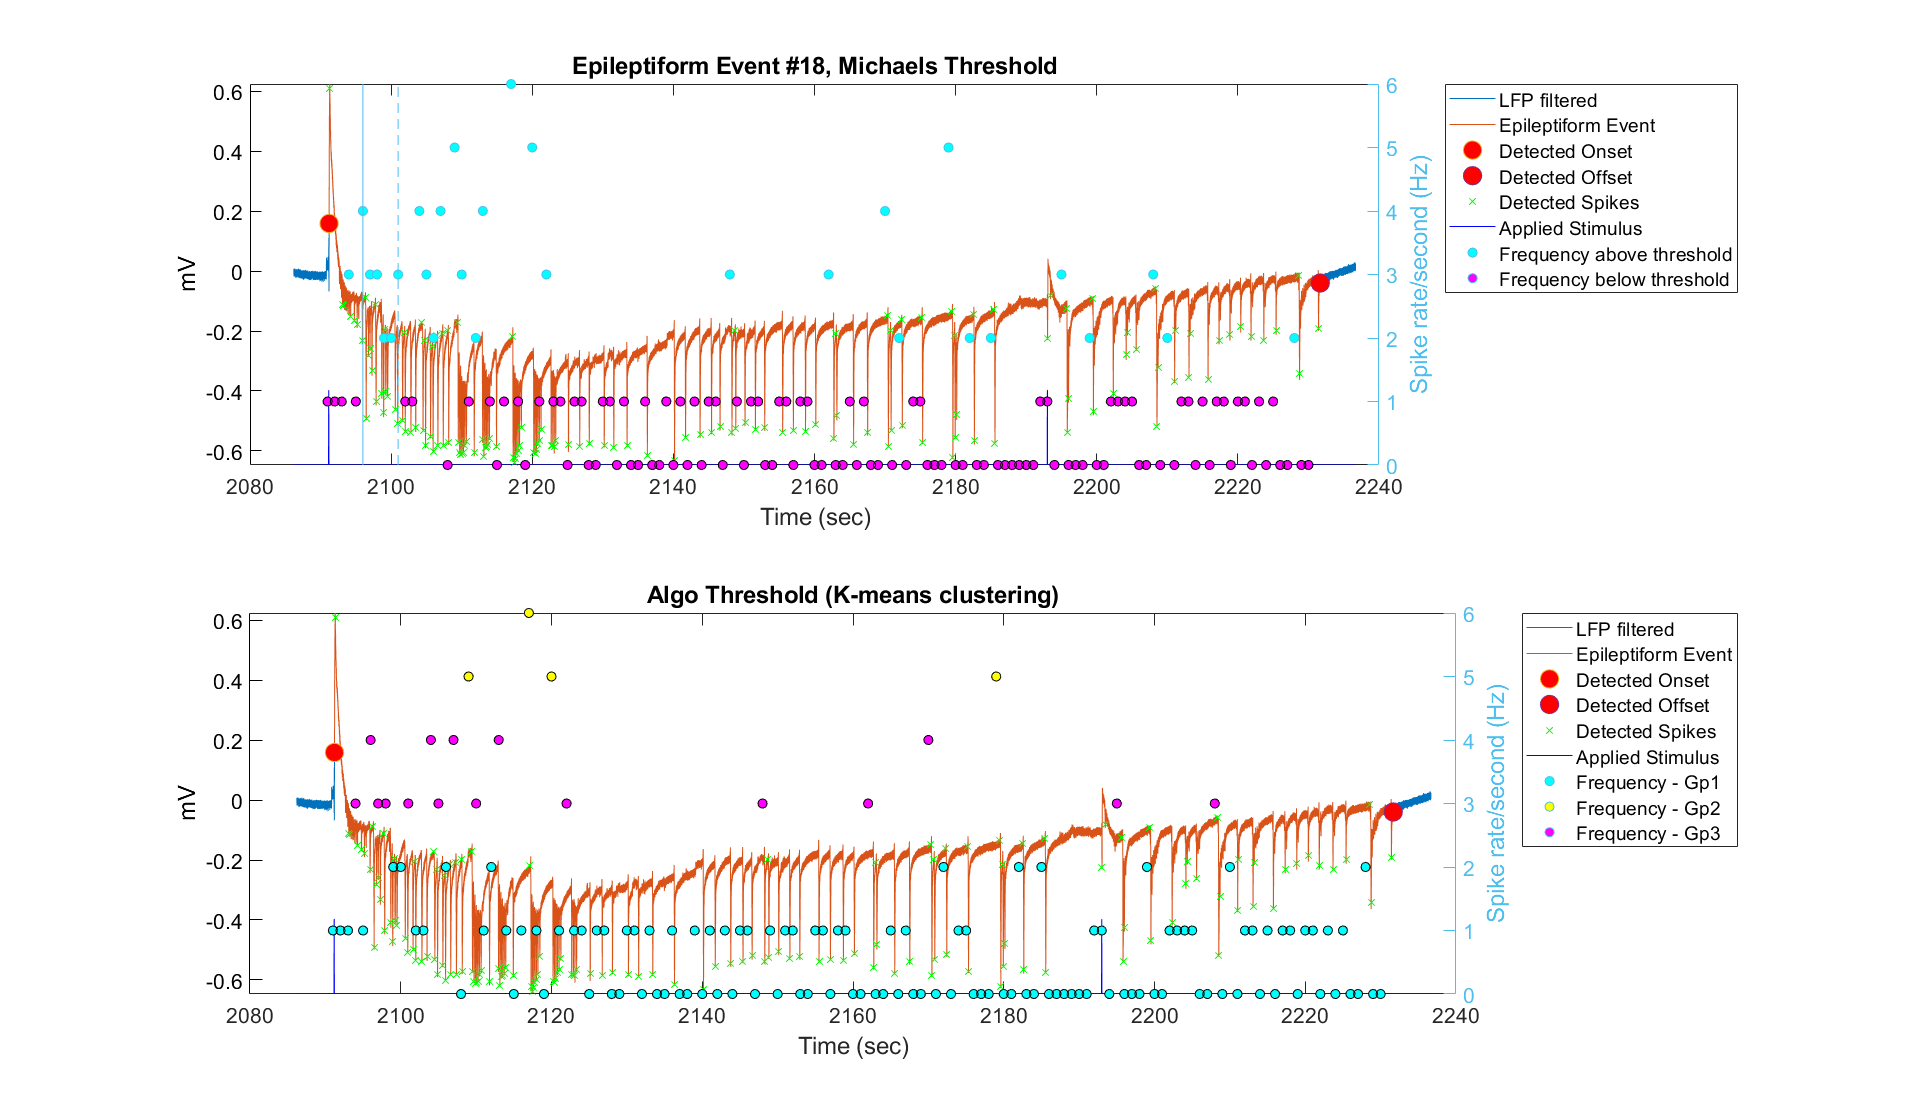 Epileptiform Event #18, Michaels Threshold
0.6
0.4
0.2
0
-0.2
-0.4
-0.6
mV
6
5
4
3
2
1
0
Spike rate/second (Hz)
2080 2100 2120 2140 2160 2180 2200 2220 2240
Time (sec)
LFP filtered
Epileptiform Event
Detected Onset
Detected Offset
Detected Spikes
Applied Stimulus
Frequency above threshold
Frequency below threshold
Algo Threshold (K-means clustering)
0.6
0.4
0.2
0
-0.2
-0.4
-0.6
mV
6
5
4
3
2
1
0
Spike rate/second (Hz)
2080 2100 2120 2140 2160 2180 2200 2220 2240
Time (sec)
LFP filtered
Epileptiform Event
Detected Onset
Detected Offset
Detected Spikes
Applied Stimulus
Frequency - Gp1
Frequency - Gp2
Frequency - Gp3